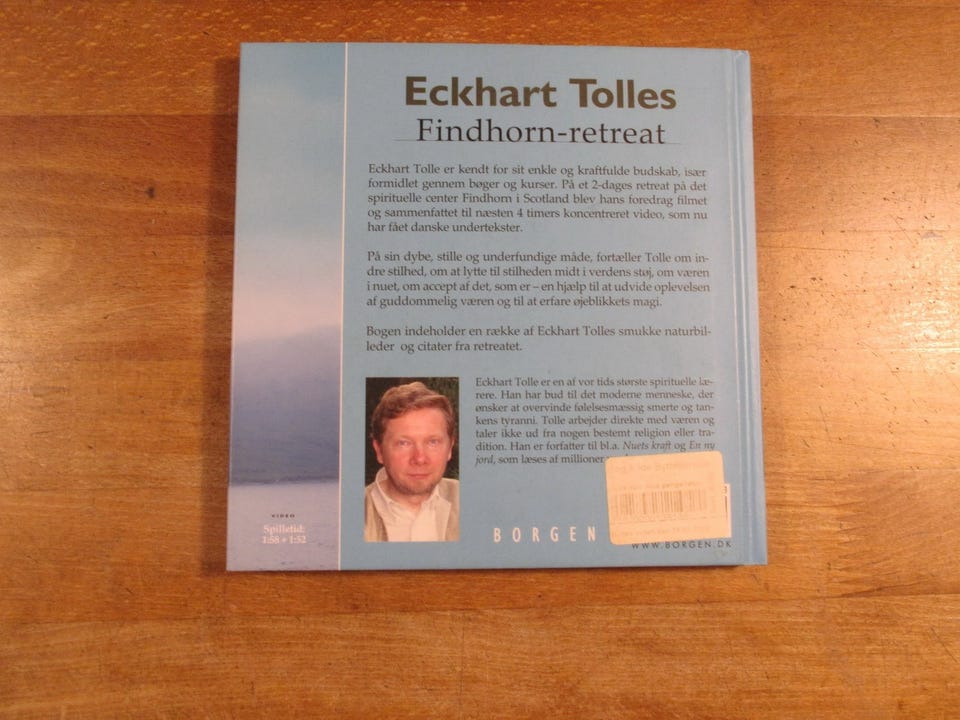 Eckhart Tolles
Findhorn-retreat
Eckhart Tolle er kendt for sit enkle og kraftfulde budskab, især
formidlet gennem bøger og kurser. På et 2-dages retreat på det
spirituelle center Findhorn i Scotland blev hans foredrag filmet
og sammenfattet til næsten 4 timers koncentreret video, som nu
har fået danske undertekster.
På sin dybe, stille og underfundige måde, fortæller Tolle om in-
dre stilhed, om at lytte til stilheden midt i verdens støj, om væren
i nuet, om accept af det, som er – en hjælp til at udvide oplevelsen
af guddommelig væren og til at erfare øjeblikkets magi.
Bogen indeholder en række af Eckhart Tolles smukke naturbil-
leder og citater fra retreatet.
Eckhart Tolle er en af vor tids største spirituelle læ-
rere. Han har bud til det moderne menneske, der
ønsker at overvinde følelsesmæssig smerte og tan-
kens tyranni. Tolle arbejder direkte med væren og
taler ikke ud fra nogen bestemt religion eller tra-
dition. Han er forfatter til bl.a. Nuets kraft og En ny
jord, som læses af millioner
VIDEO
Spilletid:
1:58 + 1:52
BORGEN
WWW.BORGEN.DK